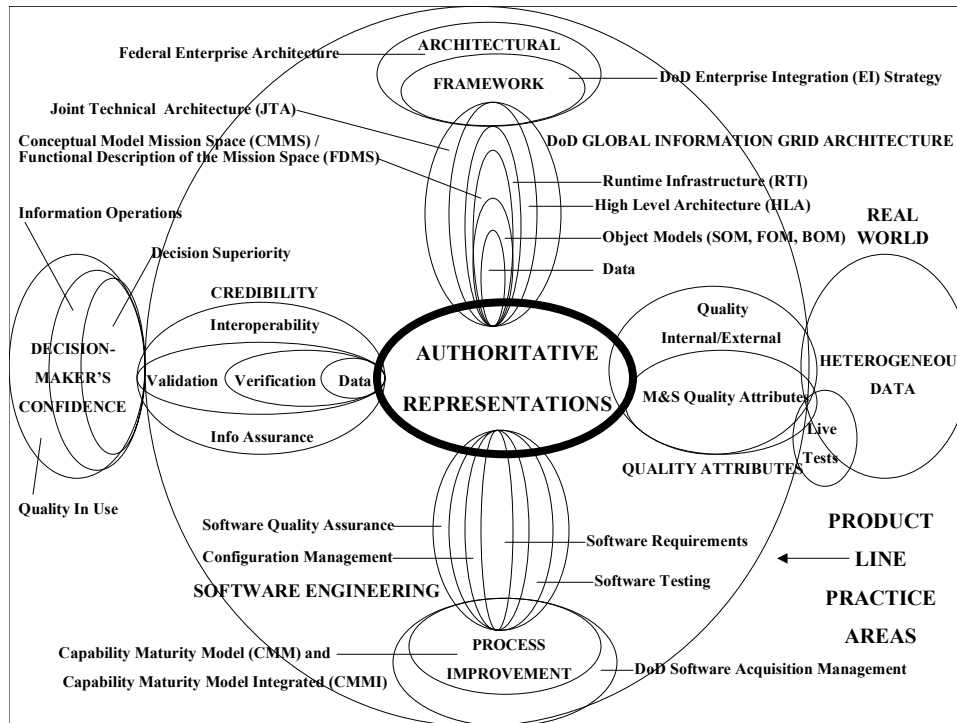 ARCHITECTURAL
FRAMEWORK
Federal Enterprise Architecture
DoD Enterprise Integration (EI) Strategy
Joint Technical Architecture (JTA)
Conceptual Model Mission Space (CMMS) /
Functional Description of the Mission Space (FDMS)
DoD GLOBAL INFORMATION GRID ARCHITECTURE
Runtime Infrastructure (RTI)
High Level Architecture (HLA)
Object Models (SOM, FOM, BOM)
Data
Information Operations
Decision Superiority
DECISION-
MAKER'S
CONFIDENCE
Quality In Use
CREDIBILITY
Interoperability
Validation
Verification
Data
Info Assurance
AUTHORITATIVE
REPRESENTATIONS
Quality
Internal/External
M&S Quality Attributes
QUALITY ATTRIBUTES
REAL
WORLD
HETEROGENEOUS
DATA
Live
Tests
Software Quality Assurance
Configuration Management
SOFTWARE ENGINEERING
Software Requirements
Software Testing
PRODUCT
LINE
PRACTICE
AREAS
PROCESS
IMPROVEMENT
Capability Maturity Model (CMM) and
Capability Maturity Model Integrated (CMMI)
DoD Software Acquisition Management